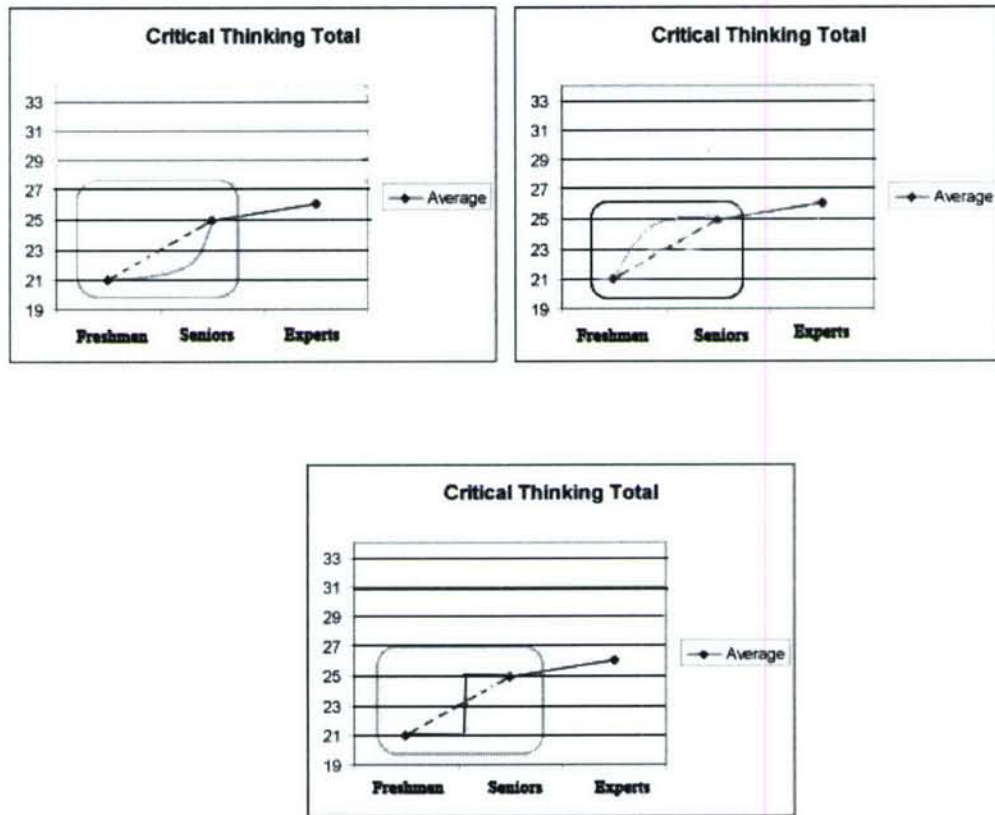 Critical Thinking Total
33
31
29
27
25
23
21
19
Average
Freshmen Seniors Experts
Critical Thinking Total
33
31
29
27
25
23
21
19
Average
Freshmen Seniors Experts
Critical Thinking Total
33
31
29
27
25
23
21
19
Average
Freshmen Seniors Experts